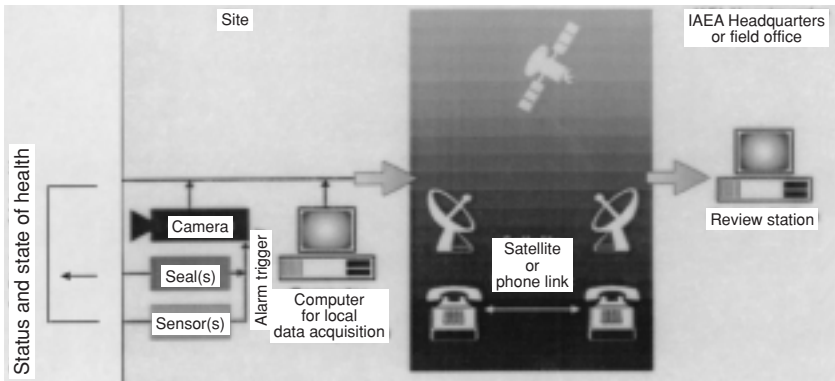 Site
IAEA Headquarters
or field office
Status and state of health
Camera
Seal(s)
Sensor(s)
Alarm trigger
Computer
for local
data acquisition
Satellite
or
phone link
Review station